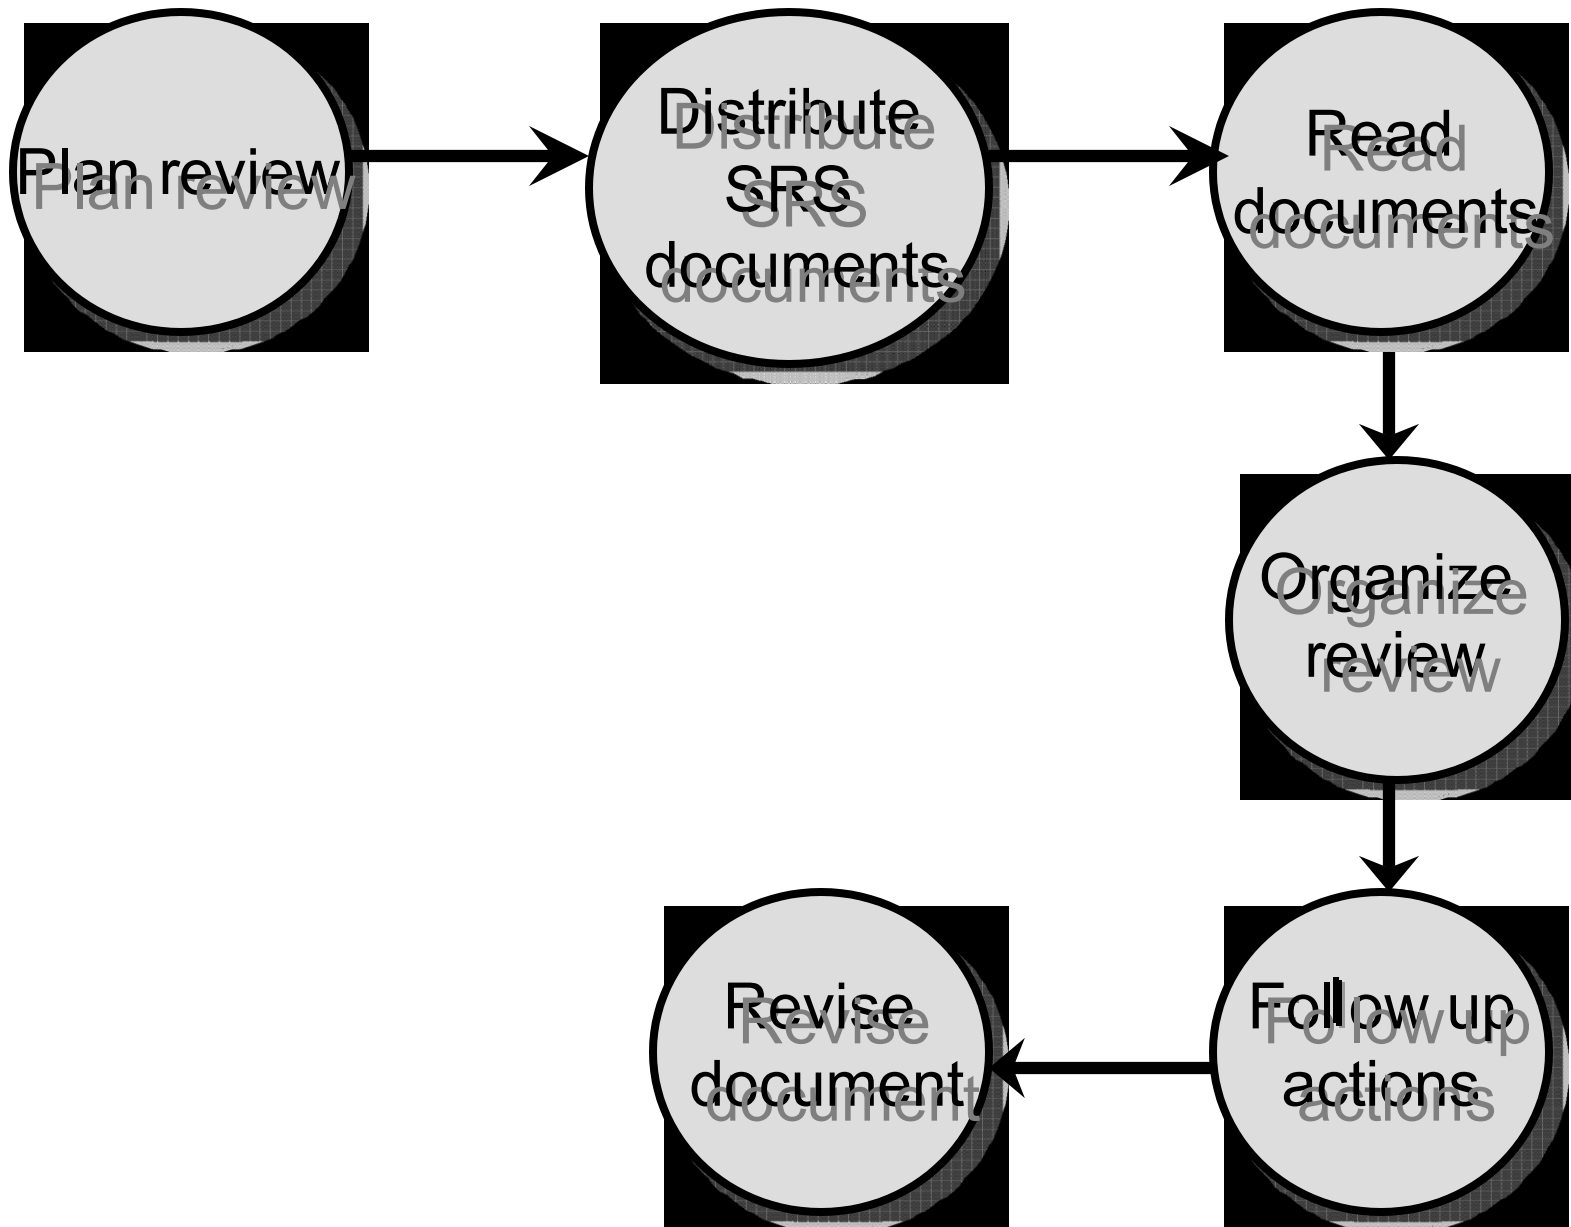 Plan review
Distribute
SRS
documents
Read
documents
Organize
review
Follow up
actions
Revise
document